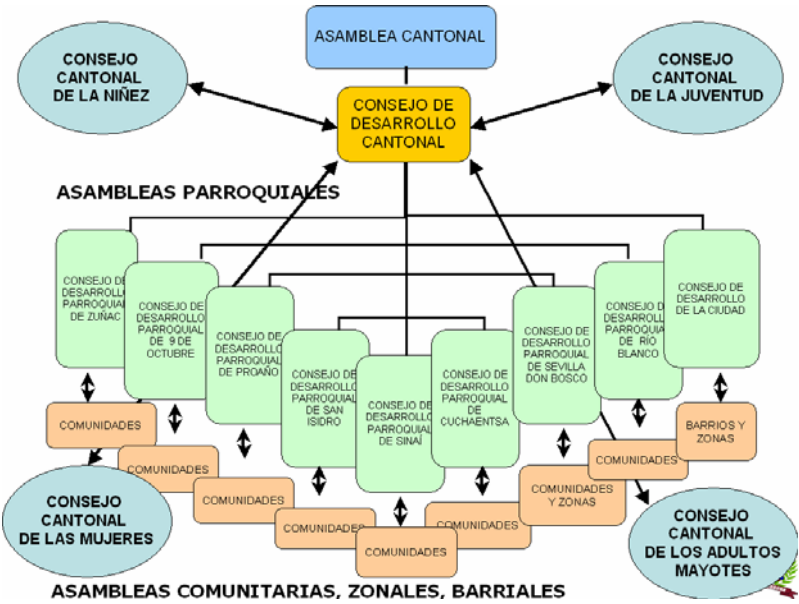 ASAMBLEA CANTONAL
CONSEJO
CANTONAL
DE LA NIÑEZ
CONSEJO DE
DESARROLLO
CANTONAL
CONSEJO
CANTONAL
DE LA JUVENTUD
ASAMBLEAS PARROQUIALES
CONSEJO DE
DESARROLLO
PARROQUIAL
DE ZUÑAC
CONSEJO DE
DESARROLLO
PARROQUIAL
DE 9 DE
OCTUBRE
CONSEJO DE
DESARROLLO
PARROQUIAL
DE PROAÑO
CONSEJO DE
DESARROLLO
PARROQUIAL
DE SAN
ISIDRO
CONSEJO DE
DESARROLLO
PARROQUIAL
DE SINAÍ
CONSEJO DE
DESARROLLO
PARROQUIAL
DE
CUCHAENTSA
CONSEJO DE
DESARROLLO
PARROQUIAL
DE SEVILLA
DON BOSCO
CONSEJO DE
DESARROLLO
PARROQUIAL
DE RÍO
BLANCO
CONSEJO DE
DESARROLLO
DE LA CIUDAD
COMUNIDADES
COMUNIDADES
COMUNIDADES
COMUNIDADES
COMUNIDADES
COMUNIDADES
COMUNIDADES
Y ZONAS
COMUNIDADES
BARRIOS Y
ZONAS
CONSEJO
CANTONAL
DE LAS MUJERES
CONSEJO
CANTONAL
DE LOS ADULTOS
MAYOTES
ASAMBLEAS COMUNITARIAS, ZONALES, BARRIALES